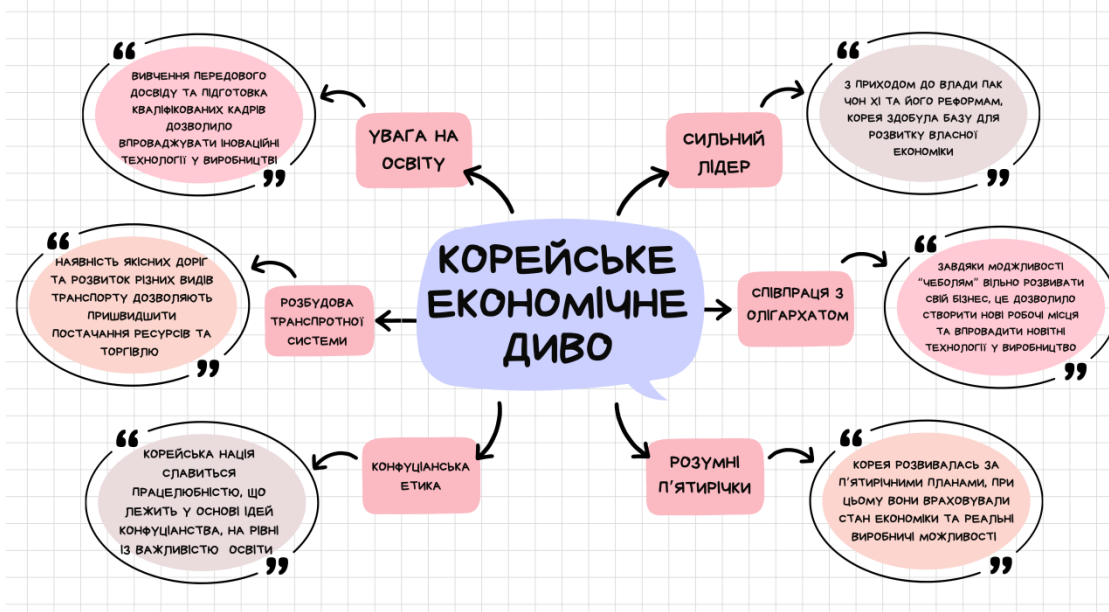 КОРЕЙСЬКЕ
ЕКОНОМІЧНЕ
ДИВО
УВАГА НА
ОСВІТУ
ВИВЧЕННЯ ПЕРЕДОВОГО
ДОСВІДУ ТА ПІДГОТОВКА
КВАЛІФІКОВАНИХ КАДРІВ
ДОЗВОЛИЛО
ВПРОВАДЖУВАТИ ІНОВАЦІЙНІ
ТЕХНОЛОГІЇ У ВИРОБНИЦТВІ
СИЛЬНИЙ
ЛІДЕР
З ПРИХОДОМ ДО ВЛАДИ ПАК
ЧОН ХІ ТА ЙОГО РЕФОРМАМ,
КОРЕЯ ЗДОБУЛА БАЗУ ДЛЯ
РОЗВИТКУ ВЛАСНОЇ
ЕКОНОМІКИ
РОЗБУДОВА
ТРАНСПРОТНОЇ
СИСТЕМИ
НАЯВНІСТЬ ЯКІСНИХ ДОРІГ
ТА РОЗВИТОК РІЗНИХ ВИДІВ
ТРАНСПОРТУ ДОЗВОЛЯЮТЬ
ПРИШВИДШИТИ
ПОСТАЧАННЯ РЕСУРСІВ ТА
ТОРГІВЛЮ
СПІВПРАЦЯ З
ОЛІГАРХАТОМ
ЗАВДЯКИ МОДЖЛИВОСТІ
"ЧЕБОЛЯМ" ВІЛЬНО РОЗВИВАТИ
СВІЙ БІЗНЕС, ЦЕ ДОЗВОЛИЛО
СТВОРИТИ НОВІ РОБОЧІ МІСЦЯ
ТА ВПРОВАДИТИ НОВІТНІ
ТЕХНОЛОГІЇ У ВИРОБНИЦТВО
КОНФУЦІАНСЬКА
ЕТИКА
КОРЕЙСЬКА НАЦІЯ
СЛАВИТЬСЯ
ПРАЦЕЛЮБНІСТЮ, ЩО
ЛЕЖИТЬ У ОСНОВІ ІДЕЙ
КОНФУЦІАНСТВА, НА РІВНІ
ІЗ ВАЖЛИВІСТЮ ОСВІТИ
РОЗУМНІ
П'ЯТИРІЧКИ
КОРЕЯ РОЗВИВАЛАСЬ ЗА
П'ЯТИРІЧНИМИ ПЛАНАМИ, ПРИ
ЦЬОМУ ВОНИ ВРАХОВУВАЛИ
СТАН ЕКОНОМІКИ ТА РЕАЛЬНІ
ВИРОБНИЧІ МОЖЛИВОСТІ